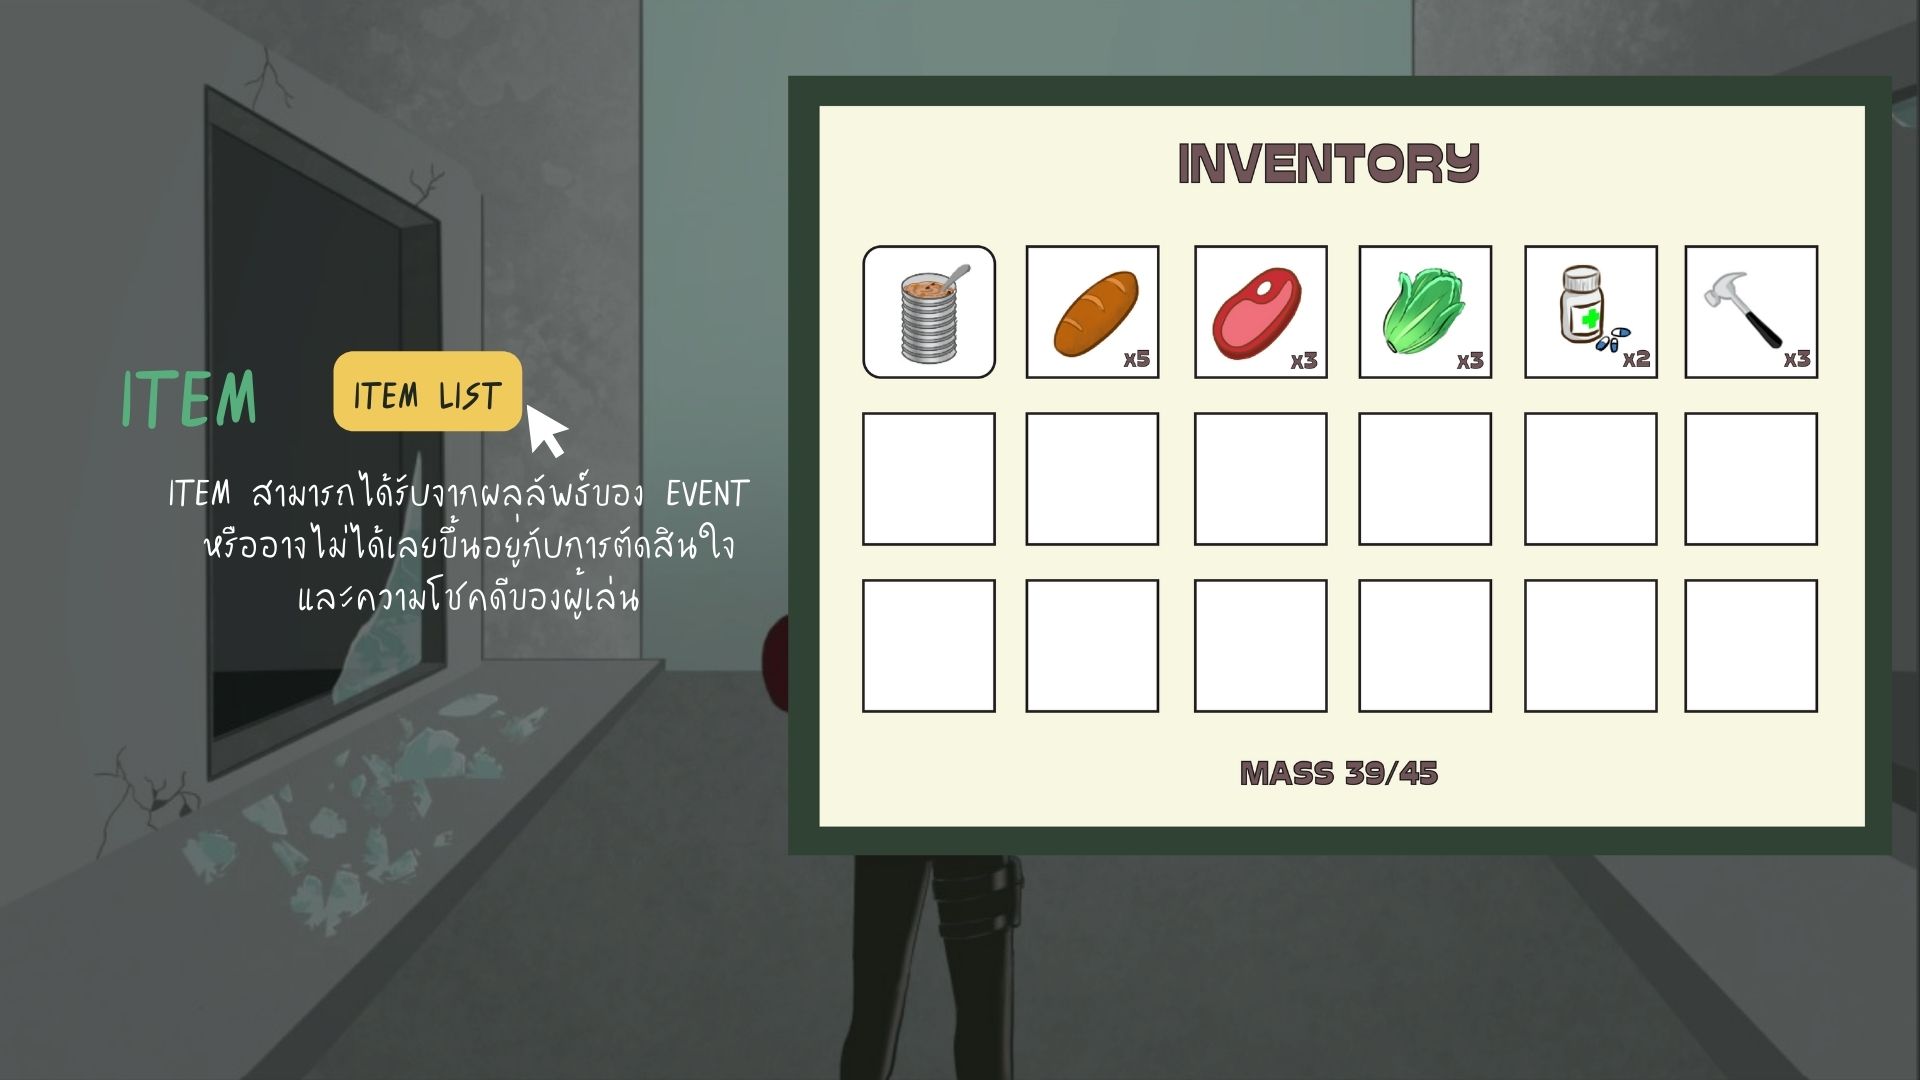 ITEM
ITEM LIST
ITEM สามารถได้รับจากผลลัพธ์ของ EVENT
หรืออาจไม่ได้เลยขึ้นอยู่กับการตัดสินใจ
และความโชคดีของผู้เล่น
INVENTORY
x5
x3
x3
x2
x3
MASS 39/45